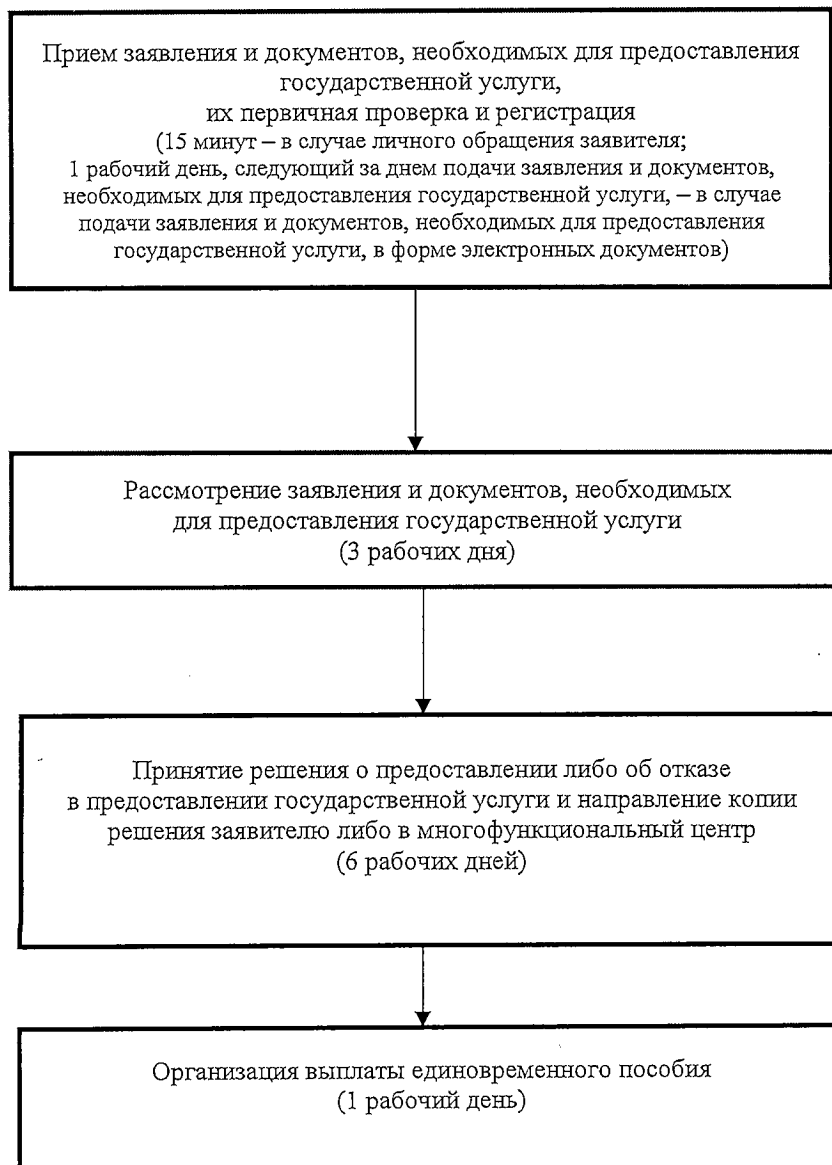 Прием заявления и документов, необходимых для предоставления
государственной услуги,
их первичная проверка и регистрация
(15 минут – в случае личного обращения заявителя;
1 рабочий день, следующий за днем подачи заявления и документов,
необходимых для предоставления государственной услуги, – в случае
подачи заявления и документов, необходимых для предоставления
государственной услуги, в форме электронных документов)
Рассмотрение заявления и документов, необходимых
для предоставления государственной услуги
(3 рабочих дня)
Принятие решения о предоставлении либо об отказе
в предоставлении государственной услуги и направление копии
решения заявителю либо в многофункциональный центр
(6 рабочих дней)
Организация выплаты единовременного пособия
(1 рабочий день)